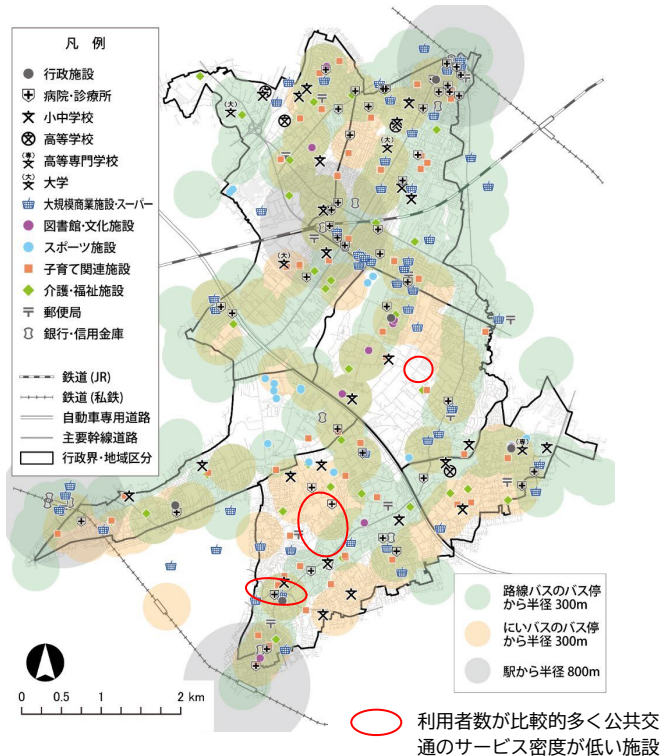 凡 例
行政施設
病院・診療所
小中学校
高等学校
(専)
高等専門学校
(大)
大学
大規模商業施設・スーパー
図書館・文化施設
スポーツ施設
子育て関連施設
介護・福祉施設
郵便局
銀行・信用金庫
鉄道(JR)
鉄道(私鉄)
自動車専用道路
主要幹線道路
行政界・地域区分
(大)
(大)
(大)
(専)
路線バスのバス停
から半径 300m
にいバスのバス停
から半径 300m
駅から半径 800m
0 0.5 1 2 km
利用者数が比較的多く公共交
通のサービス密度が低い施設